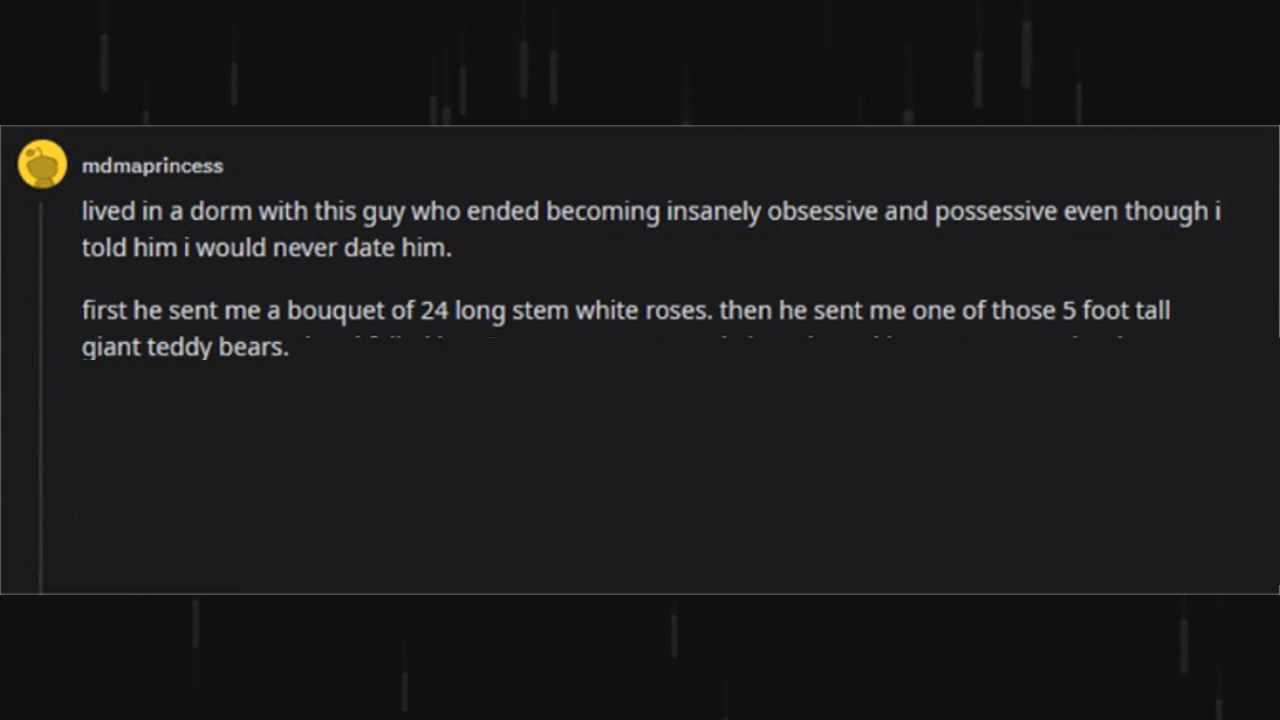 mdmaprincess
lived in a dorm with this guy who ended becoming insanely obsessive and possessive even though i
told him i would never date him.
first he sent me a bouquet of 24 long stem white roses. then he sent me one of those 5 foot tall
giant teddy bears.